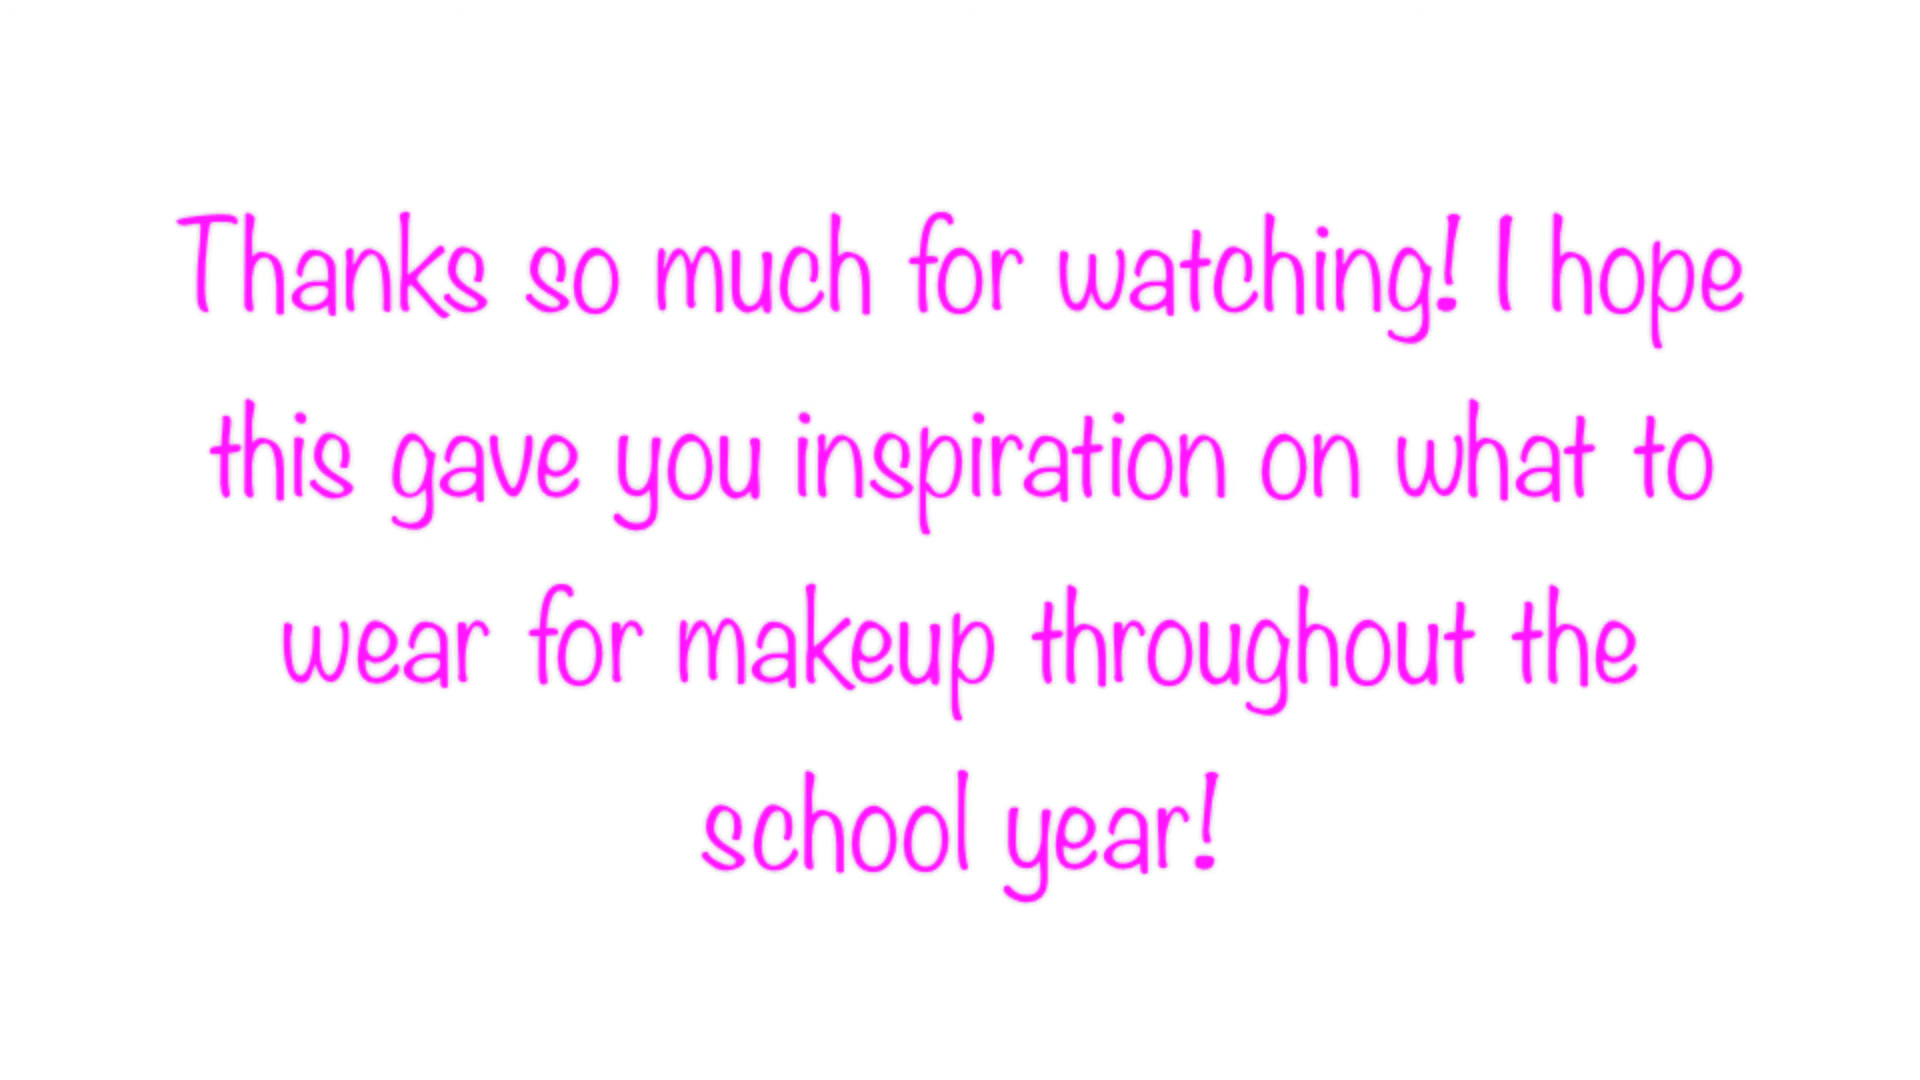 Thanks so much for watching! I hope
this gave you inspiration on what to
wear for makeup throughout the
school year!